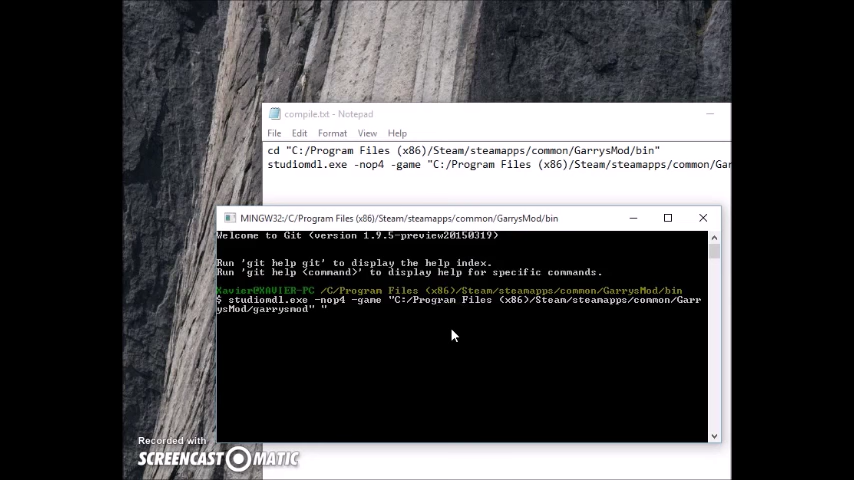 compile.txt - Notepad
File Edit Format View Help
cd "C:/Program Files (x86)/Steam/steamapps/common/GarrysMod/bin"
studiomdl.exe -nop4 -game "C:/Program Files (x86)/Steam/steamapps/common/Gar
MINGW32:/C/Program Files (x86)/Steam/steamapps/common/GarrysMod/bin
Welcome to Git (version 1.9.5-preview20150319)
Run 'git help git' to display the help index.
Run 'git help <command>' to display help for specific commands.
Xavier@XAVIER-PC /C/Program Files (x86)/Steam/steamapps/common/GarrysMod/bin
$ studiomdl.exe -nop4 -game "C:/Program Files (x86)/Steam/steamapps/common/Garr
ysMod/garrysmod" "
Recorded with
SCREENCAST MATIC